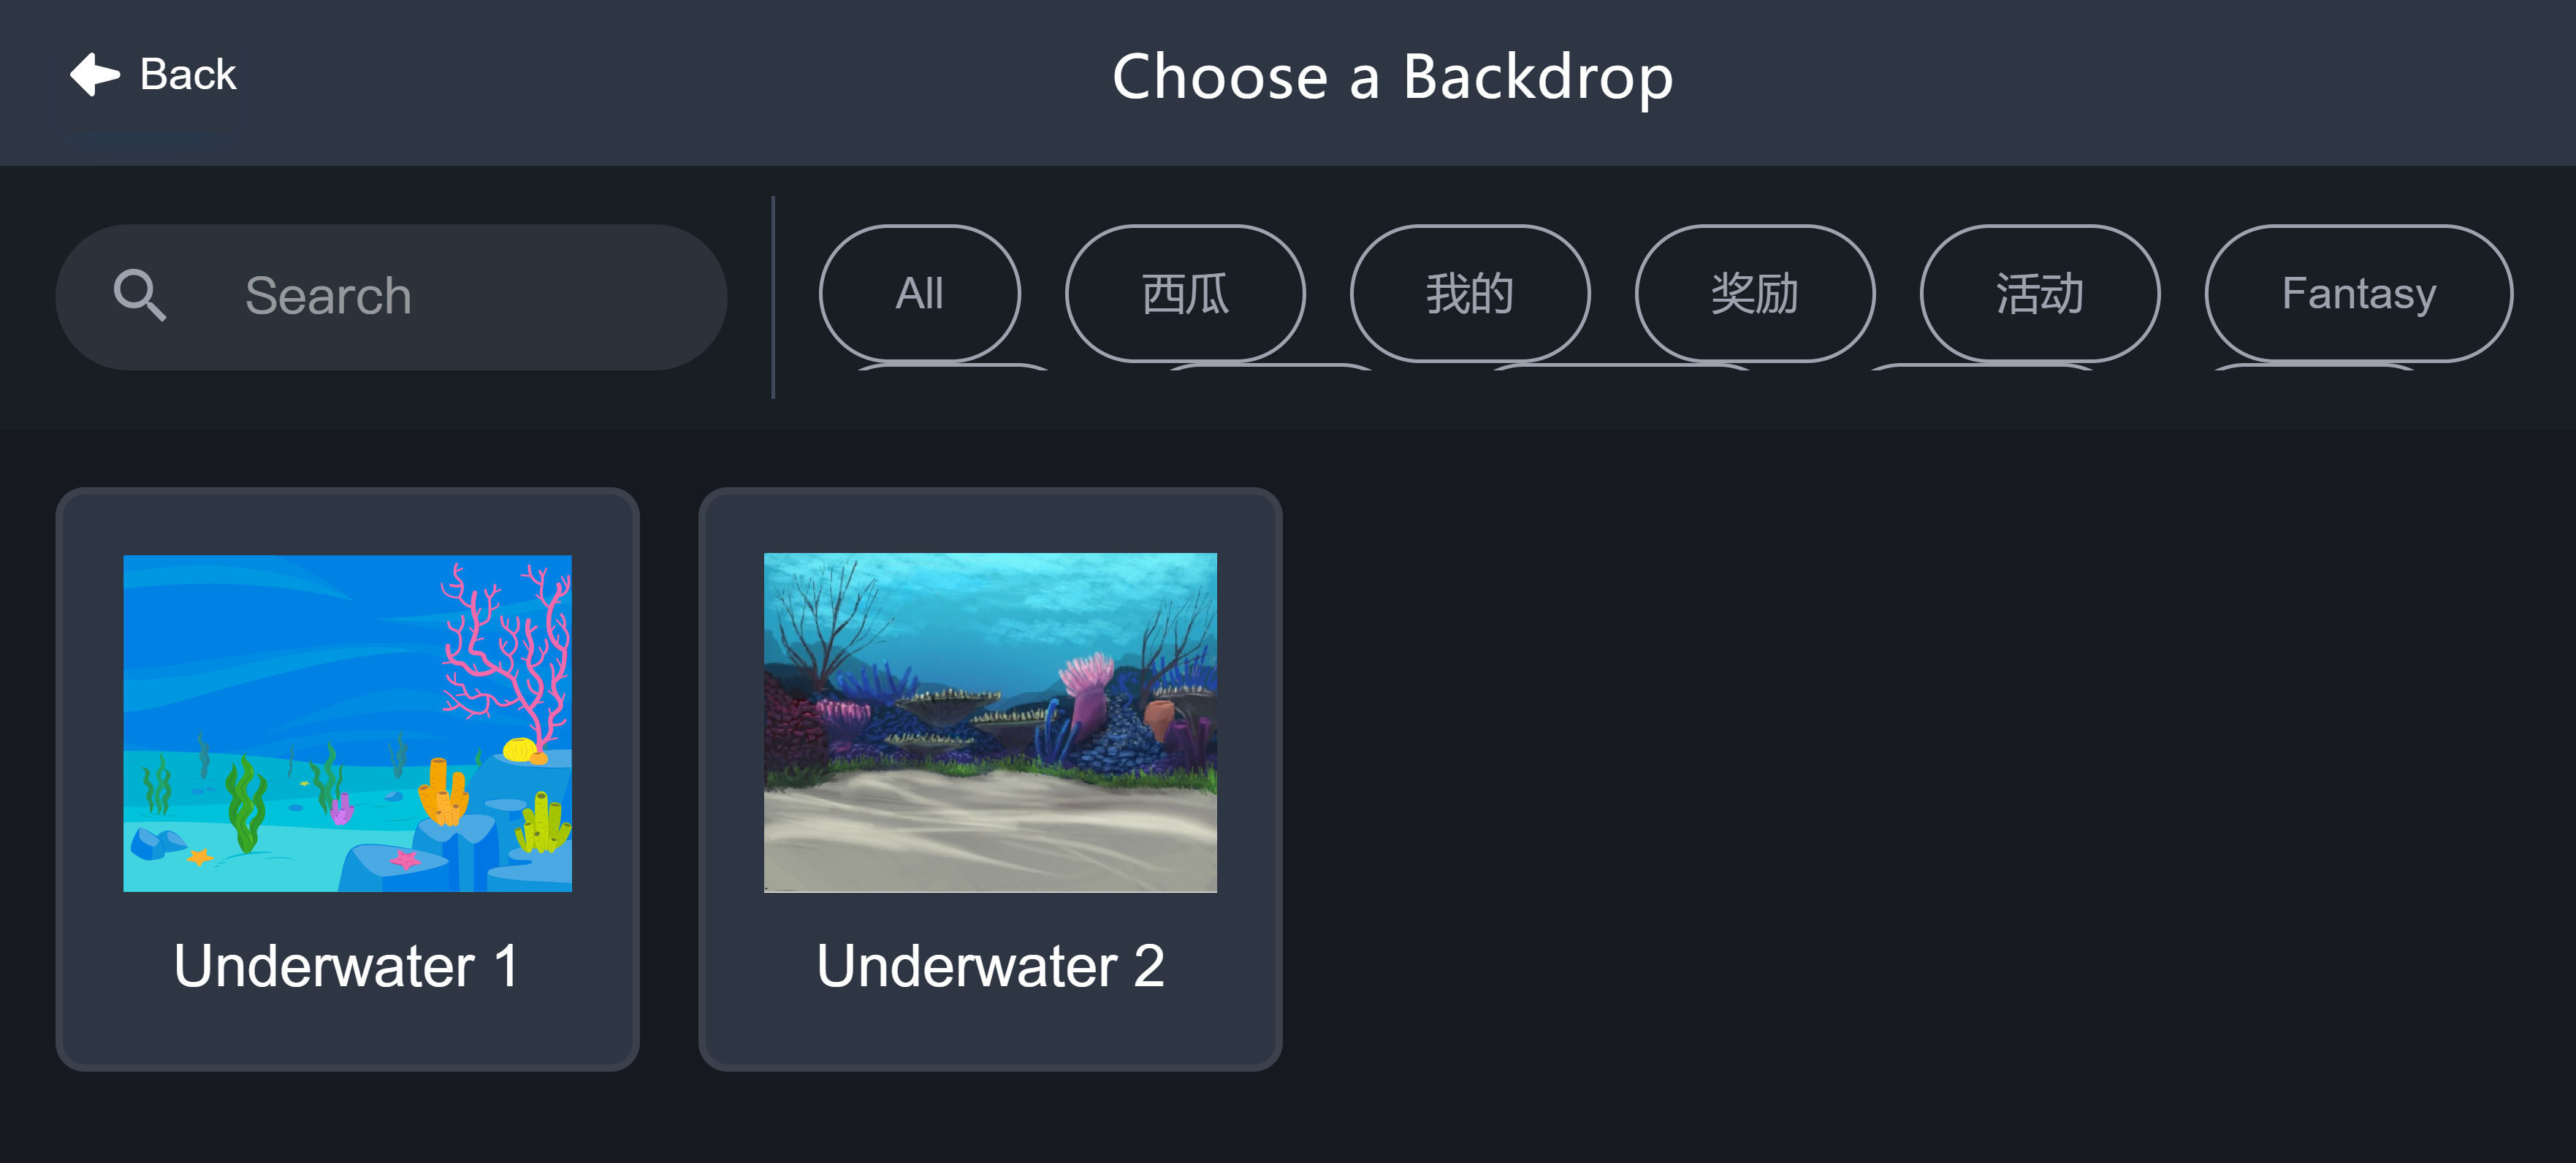 Back
Choose a Backdrop
Search
All
西瓜
我的
奖励
活动
Fantasy
Underwater 1
Underwater 2